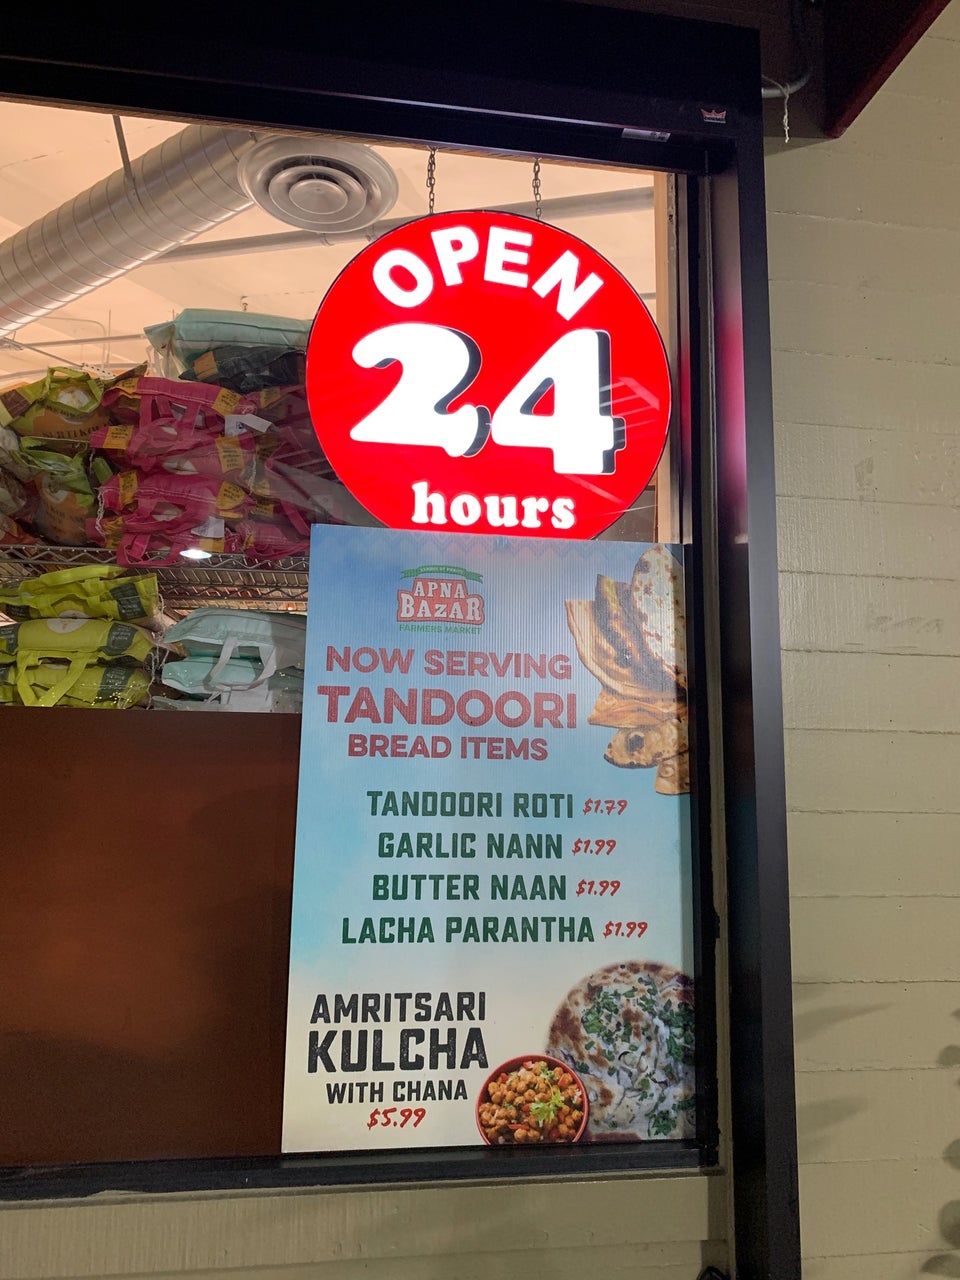 OPEN
24
hours
APNA
BAZAR
FARMERS MARKET
NOW SERVING
TANDOORI
BREAD ITEMS
TANDOORI ROTI $1.79
GARLIC NANN $1.99
BUTTER NAAN $1.99
LACHA PARANTHA $1.99
AMRITSARI
KULCHA
WITH CHANA
$5.99